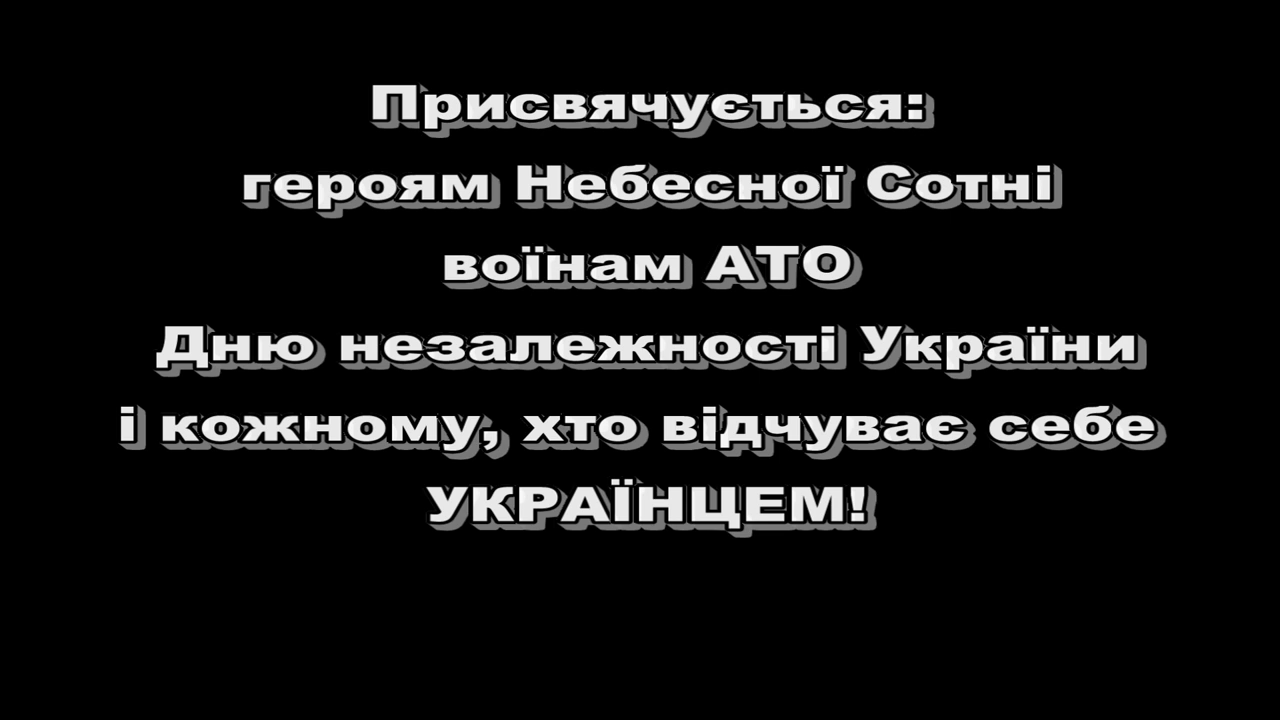 Присвячується:
героям Небесної Сотні
воїнам АТО
Дню незалежності України
і кожному, хто відчуває себе
УКРАЇНЦЕМ!